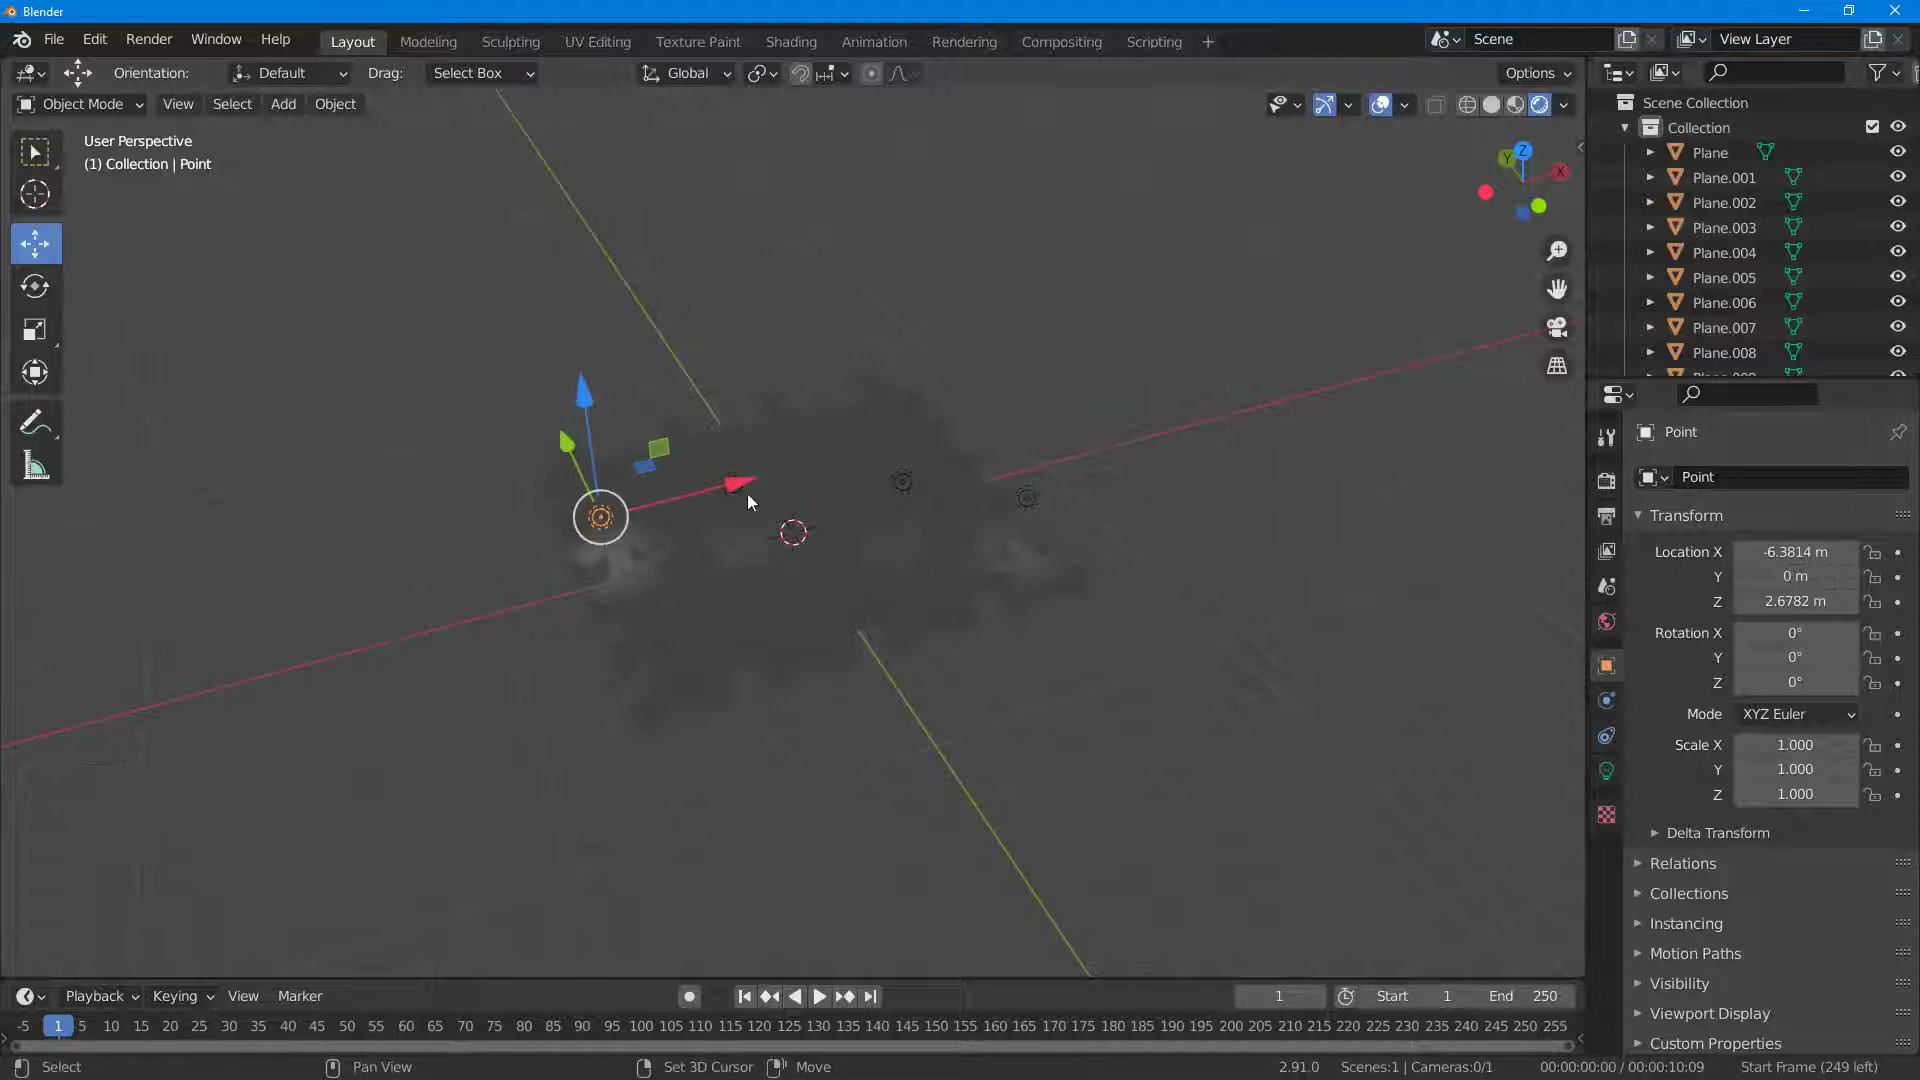 Blender
File Edit Render Window Help Layout Modeling Sculpting UV Editing Texture Paint Shading Animation Rendering Compositing Scripting + Scene View Layer
Orientation: Default Drag: Select Box Global Options
Object Mode View Select Add Object
User Perspective
(1) Collection | Point
Z
Y
X
Scene Collection
Collection
Plane
Plane.001
Plane.002
Plane.003
Plane.004
Plane.005
Plane.006
Plane.007
Plane.008
Point
Point
Transform
Location X -6.3814 m
Y 0 m
Z 2.6782 m
Rotation X 0°
Y 0°
Z 0°
Mode XYZ Euler
Scale X 1.000
Y 1.000
Z 1.000
Delta Transform
Relations
Collections
Instancing
Motion Paths
Visibility
Viewport Display
Custom Properties
Playback Keying View Marker 1 Start 1 End 250
-5 1 5 10 15 20 25 30 35 40 45 50 55 60 65 70 75 80 85 90 95 100 105 110 115 120 125 130 135 140 145 150 155 160 165 170 175 180 185 190 195 200 205 210 215 220 225 230 235 240 245 250 255
Select Pan View Set 3D Cursor Move 2.91.0 Scenes:1 | Cameras:0/1 00:00:00:00 / 00:00:10:09 Start Frame (249 left)